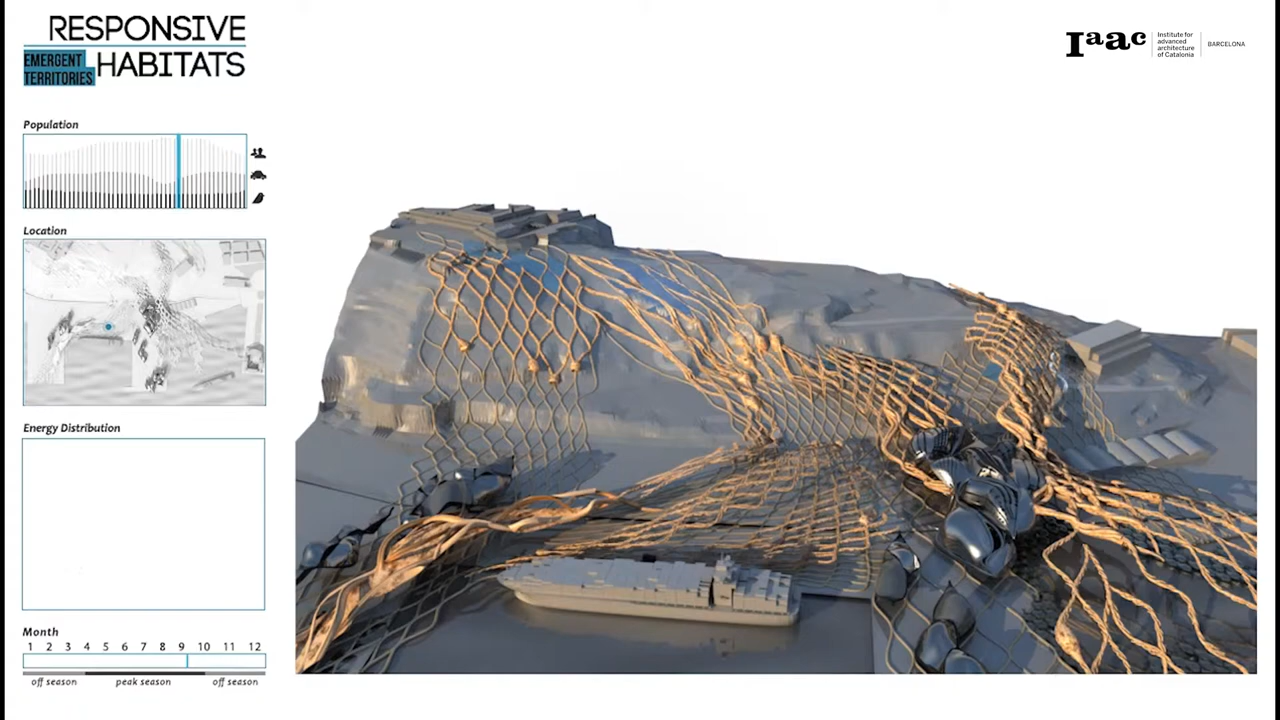 RESPONSIVE
EMERGENT
TERRITORIES
HABITATS
Iaac
Institute for
advanced
architecture
of Catalonia
BARCELONA
Population
Location
Energy Distribution
Month
1 2 3 4 5 6 7 8 9 10 11 12
off season peak season off season